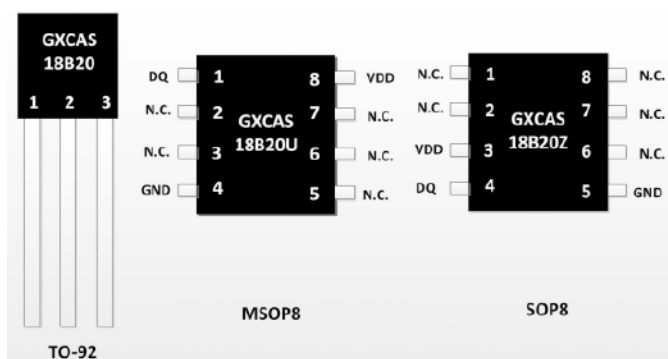 GXCAS
18B20
1 2 3
TO-92
DQ 1 8 VDD
N.C. 2 7 N.C.
GXCAS
18B20U
N.C. 3 6 N.C.
GND 4 5 N.C.
MSOP8
N.C. 1 8 N.C.
N.C. 2 7 N.C.
GXCAS
18B20Z
VDD 3 6 N.C.
DQ 4 5 GND
SOP8